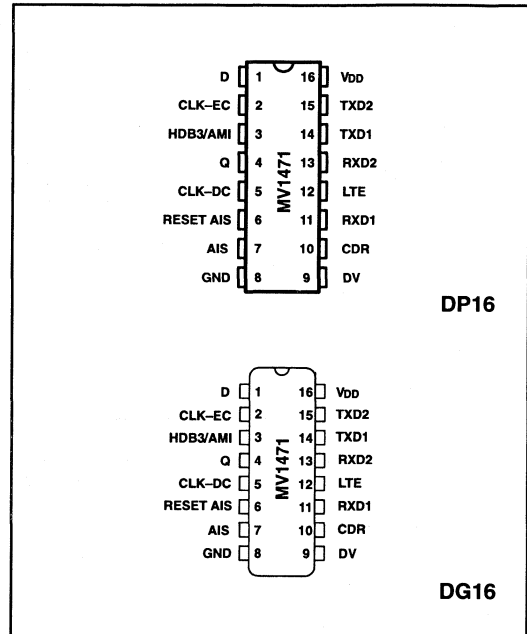 D 1 16 VDD
CLK–EC 2 15 TXD2
HDB3/AMI 3 14 TXD1
Q 4 13 RXD2
CLK–DC 5 12 LTE
RESET AIS 6 11 RXD1
AIS 7 10 CDR
GND 8 9 DV
MV1471
DP16
D 1 16 VDD
CLK–EC 2 15 TXD2
HDB3/AMI 3 14 TXD1
Q 4 13 RXD2
CLK–DC 5 12 LTE
RESET AIS 6 11 RXD1
AIS 7 10 CDR
GND 8 9 DV
MV1471
DG16